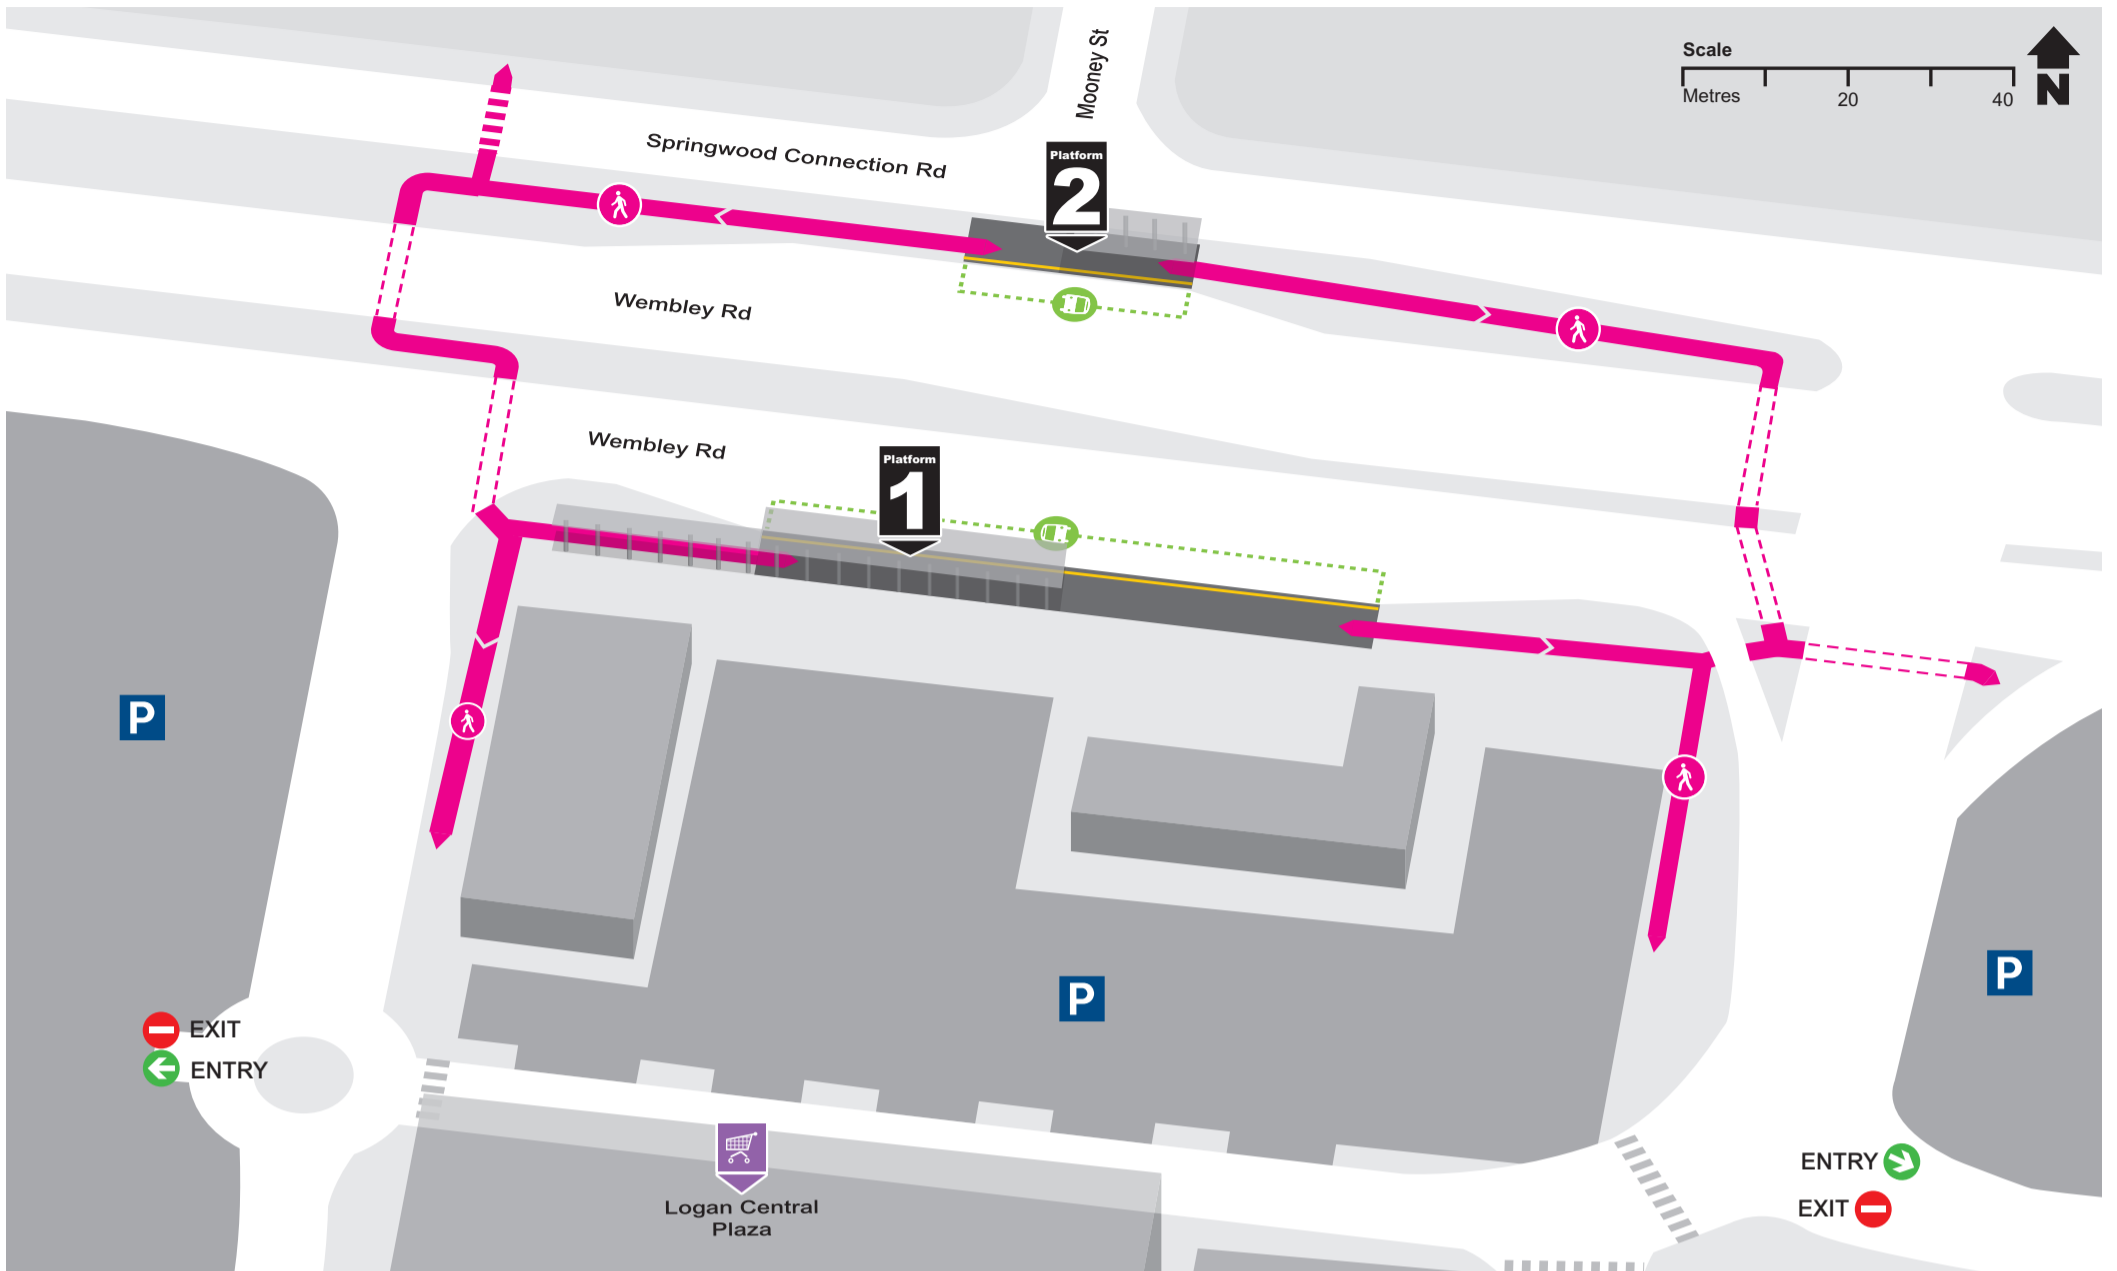 Mooney St
Scale
Metres 20 40
N
Springwood Connection Rd
Platform
2
Wembley Rd
Wembley Rd
Platform
1
P
P
P
EXIT
ENTRY
Logan Central
Plaza
ENTRY
EXIT